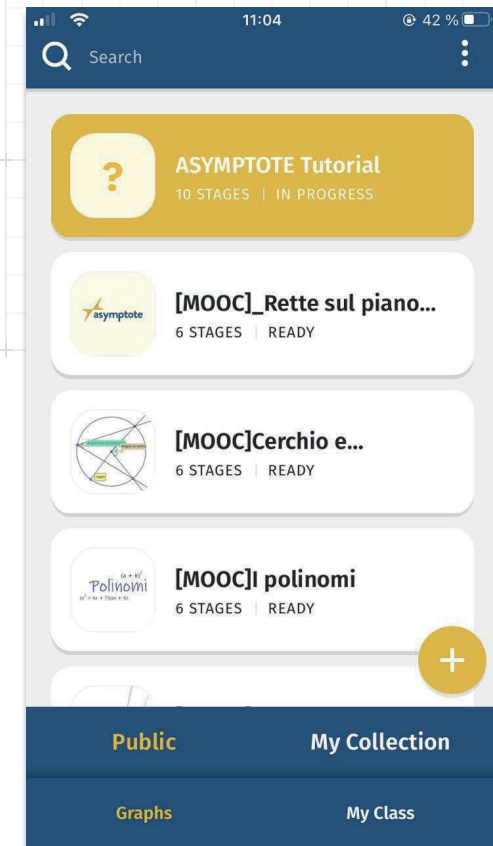 11:04
42 %
Search
?
ASYMPTOTE Tutorial
10 STAGES | IN PROGRESS
asymptote
[MOOC]_Rette sul piano...
6 STAGES | READY
[MOOC]Cerchio e...
6 STAGES | READY
Polinomi
[MOOC]I polinomi
6 STAGES | READY
+
Public
My Collection
Graphs
My Class